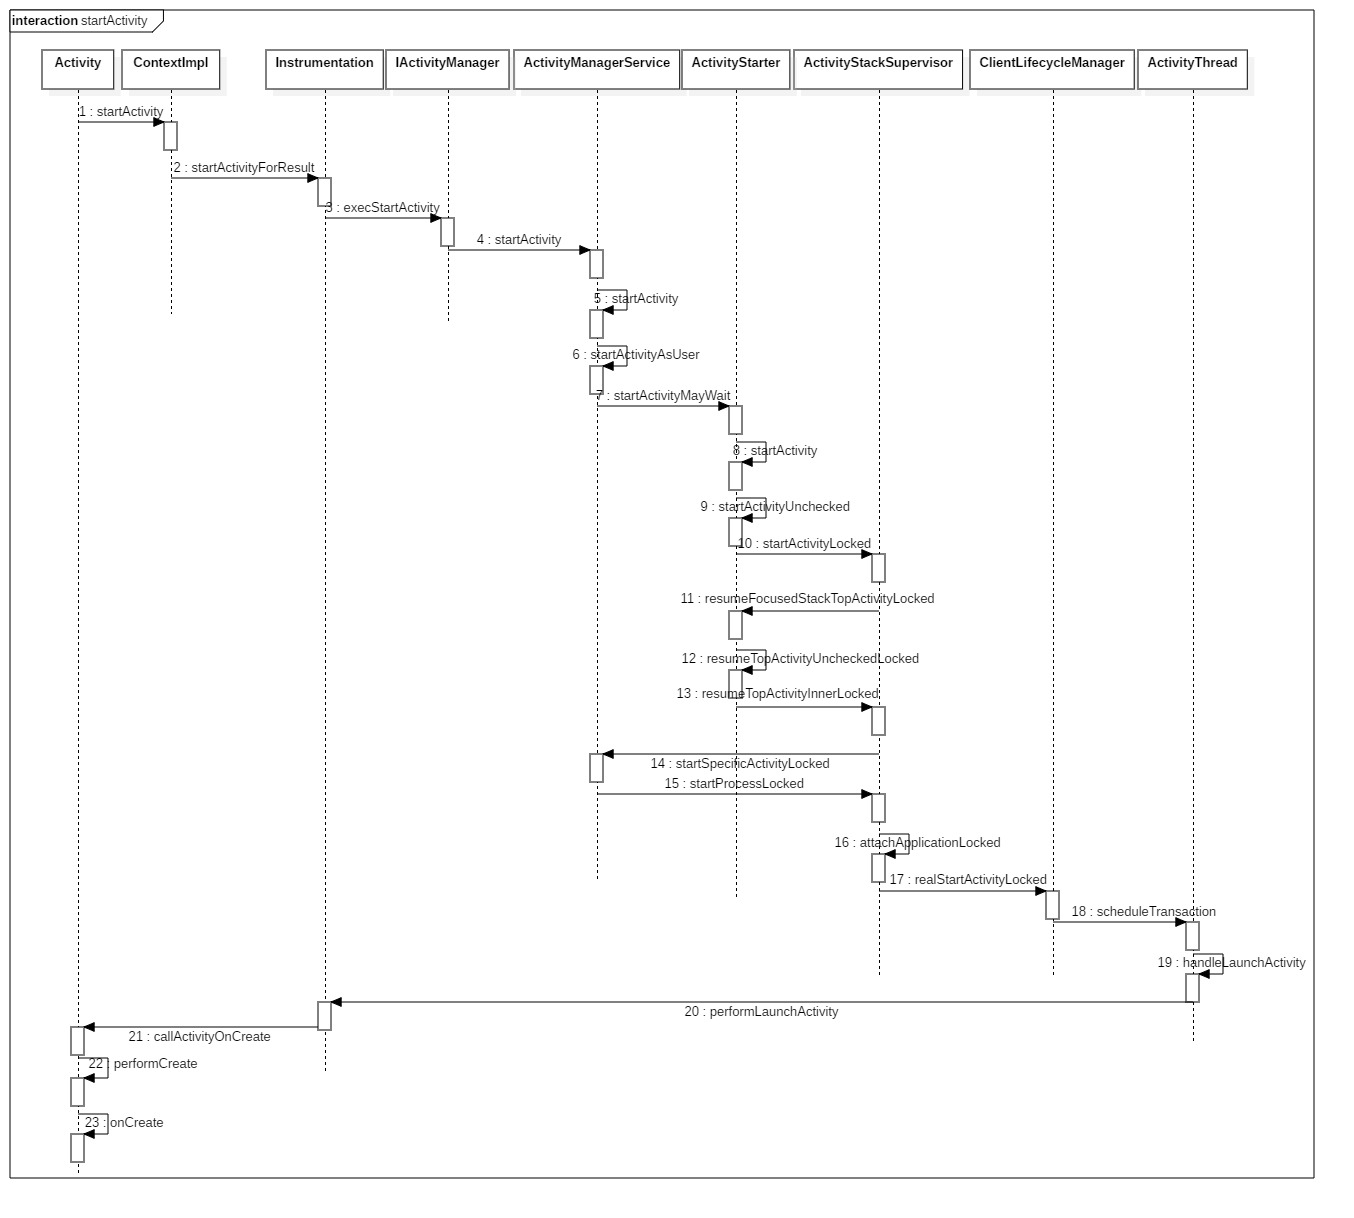 interaction startActivity
Activity
ContextImpl
Instrumentation
IActivityManager
ActivityManagerService
ActivityStarter
ActivityStackSupervisor
ClientLifecycleManager
ActivityThread
1 : startActivity
2 : startActivityForResult
3 : execStartActivity
4 : startActivity
5 : startActivity
6 : startActivityAsUser
7 : startActivityMayWait
8 : startActivity
9 : startActivityUnchecked
10 : startActivityLocked
11 : resumeFocusedStackTopActivityLocked
12 : resumeTopActivityUncheckedLocked
13 : resumeTopActivityInnerLocked
14 : startSpecificActivityLocked
15 : startProcessLocked
16 : attachApplicationLocked
17 : realStartActivityLocked
18 : scheduleTransaction
19 : handleLaunchActivity
20 : performLaunchActivity
21 : callActivityOnCreate
22 : performCreate
23 : onCreate